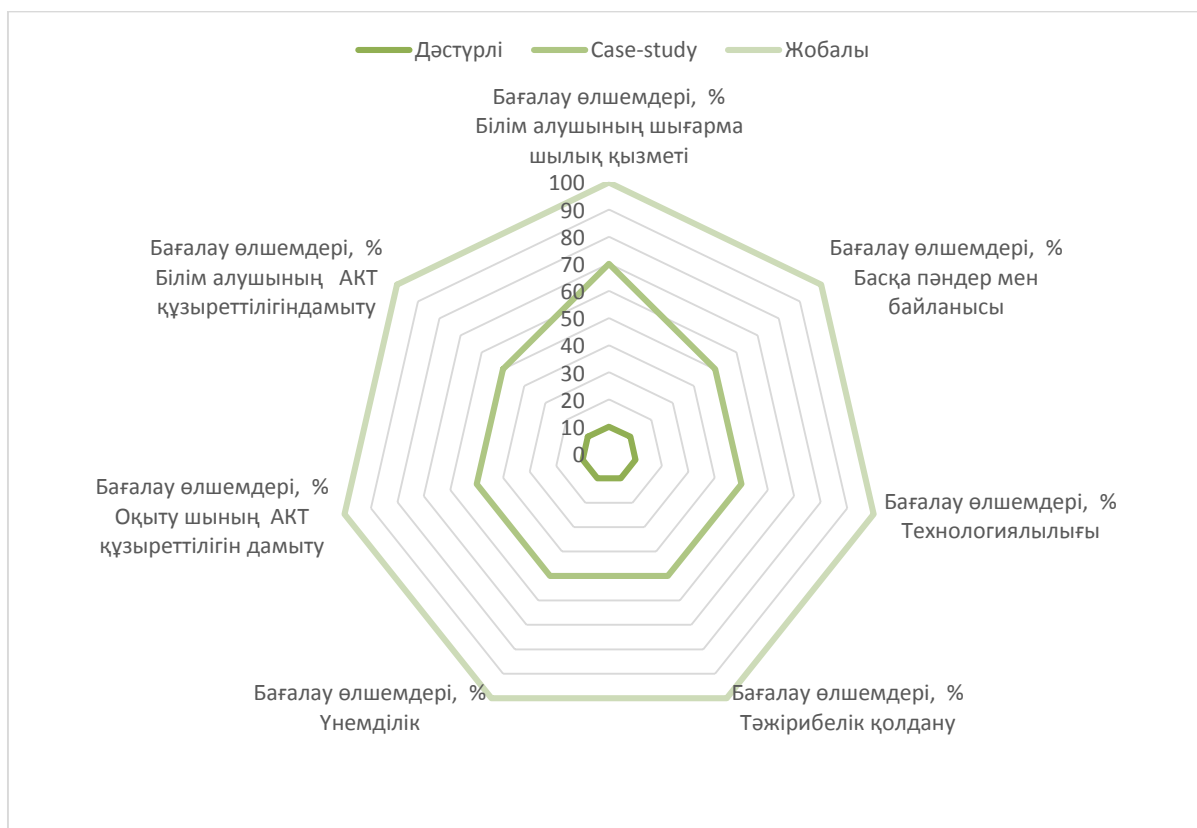 Дәстүрлі Case-study Жобалы
Бағалау өлшемдері, %
Білім алушының шығарма
шылық қызметі
100
90
80
70
60
50
40
30
20
10
0
Бағалау өлшемдері, %
Басқа пәндер мен
байланысы
Бағалау өлшемдері, %
Технологиялылығы
Бағалау өлшемдері, %
Тәжірибелік қолдану
Бағалау өлшемдері, %
Үнемділік
Бағалау өлшемдері, %
Оқыту шының АКТ
құзыреттілігін дамыту
Бағалау өлшемдері, %
Білім алушының АКТ
құзыреттілігіндамыту